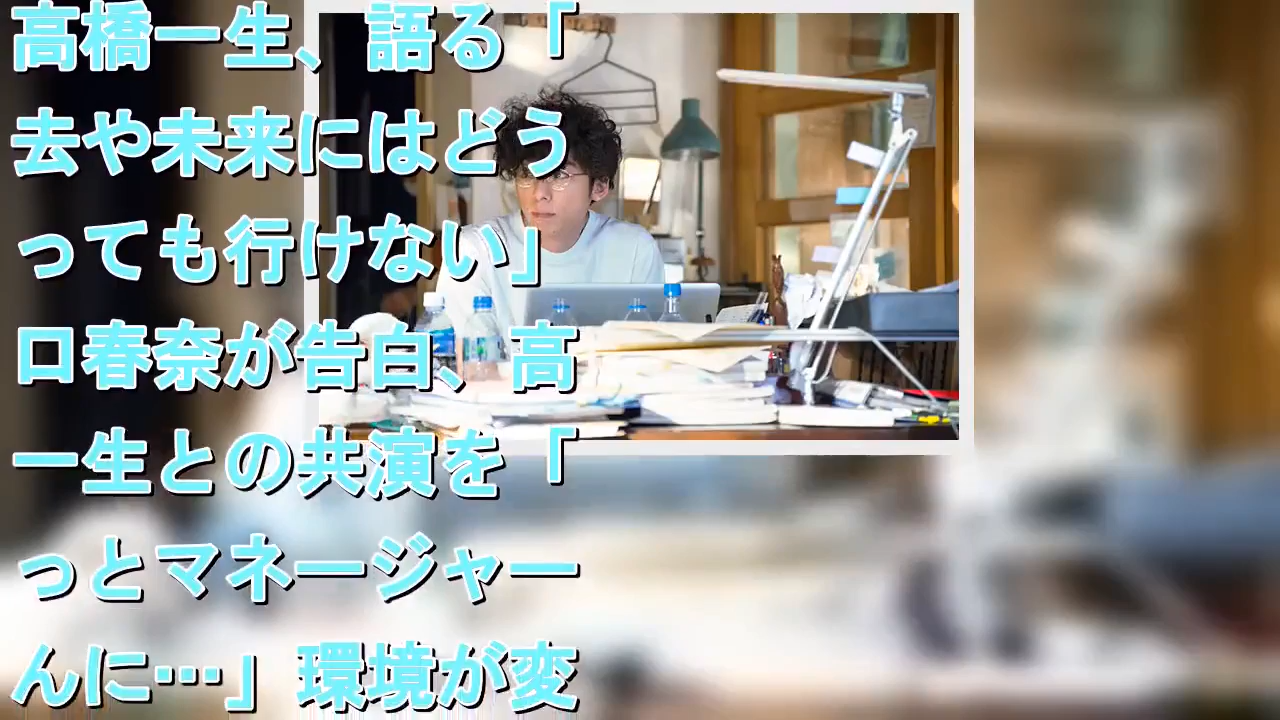 高橋一生、語る「
去や未来にはどう
っても行けない」
口春奈が告白、高
一生との共演を「
っとマネージャー
んに…」環境が変